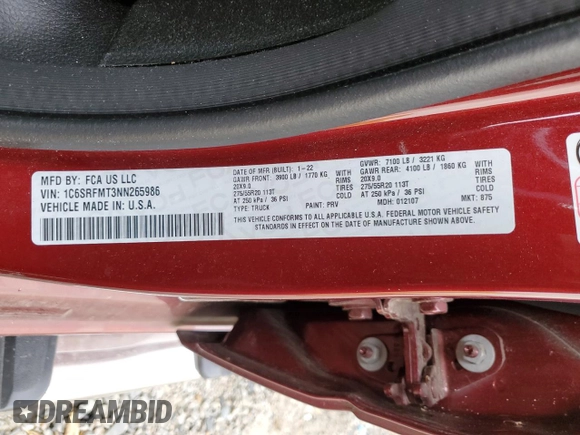 MFD BY: FCA US LLC
VIN: 1C6SRFMT3NN265986
VEHICLE MADE IN: U.S.A.
DATE OF MFR (BUILT): 1-22
GAWR FRONT: 3900 LB / 1770 KG WITH
20X9.0 RIMS
275/55R20 113T TIRES
AT 250 kPa / 36 PSI COLD
TYPE: TRUCK
PAINT: PRV
GVWR: 7100 LB / 3221 KG
GAWR REAR: 4100 LB / 1860 KG WITH
20X9.0 RIMS
275/55R20 113T TIRES
AT 250 kPa / 36 PSI COLD
MDH: 012107
MKT: 875
THIS VEHICLE CONFORMS TO ALL APPLICABLE U.S.A. FEDERAL MOTOR VEHICLE SAFETY
STANDARDS IN EFFECT ON THE DATE OF MANUFACTURE SHOWN ABOVE.
DREAMBID